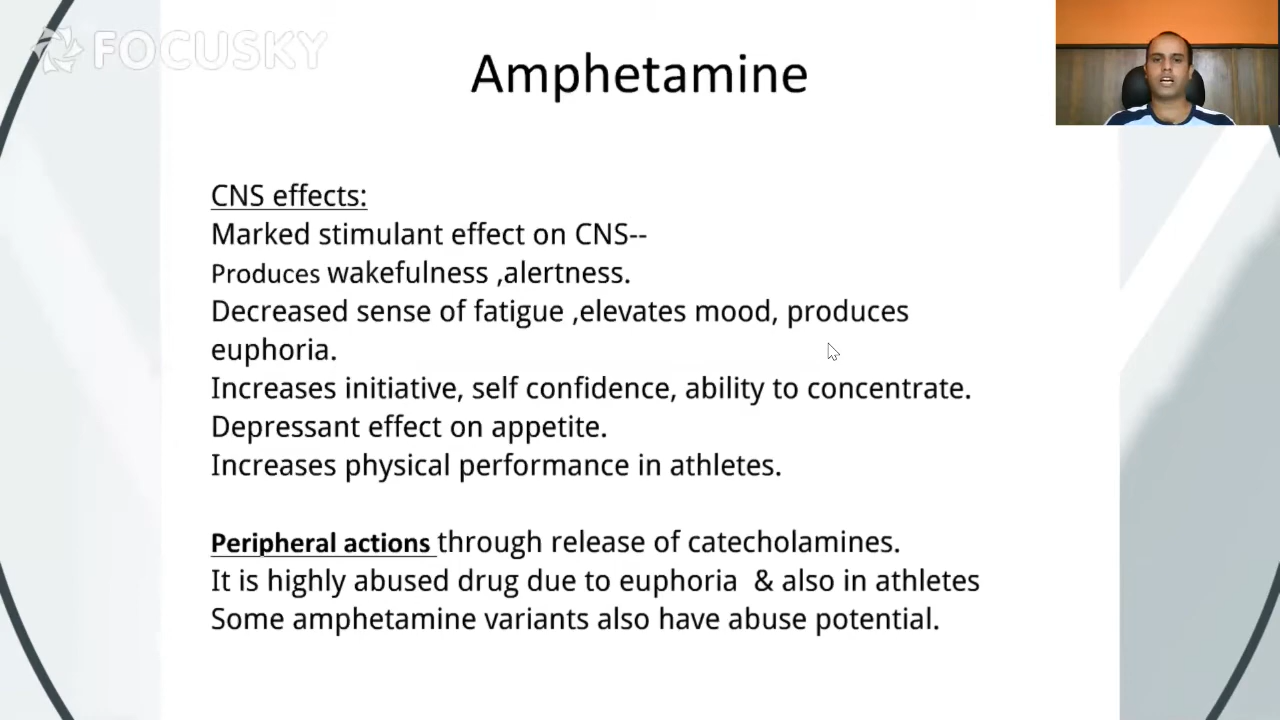 FOCUSKY
Amphetamine
CNS effects:
Marked stimulant effect on CNS--
Produces wakefulness ,alertness.
Decreased sense of fatigue ,elevates mood, produces
euphoria.
Increases initiative, self confidence, ability to concentrate.
Depressant effect on appetite.
Increases physical performance in athletes.
Peripheral actions through release of catecholamines.
It is highly abused drug due to euphoria & also in athletes
Some amphetamine variants also have abuse potential.